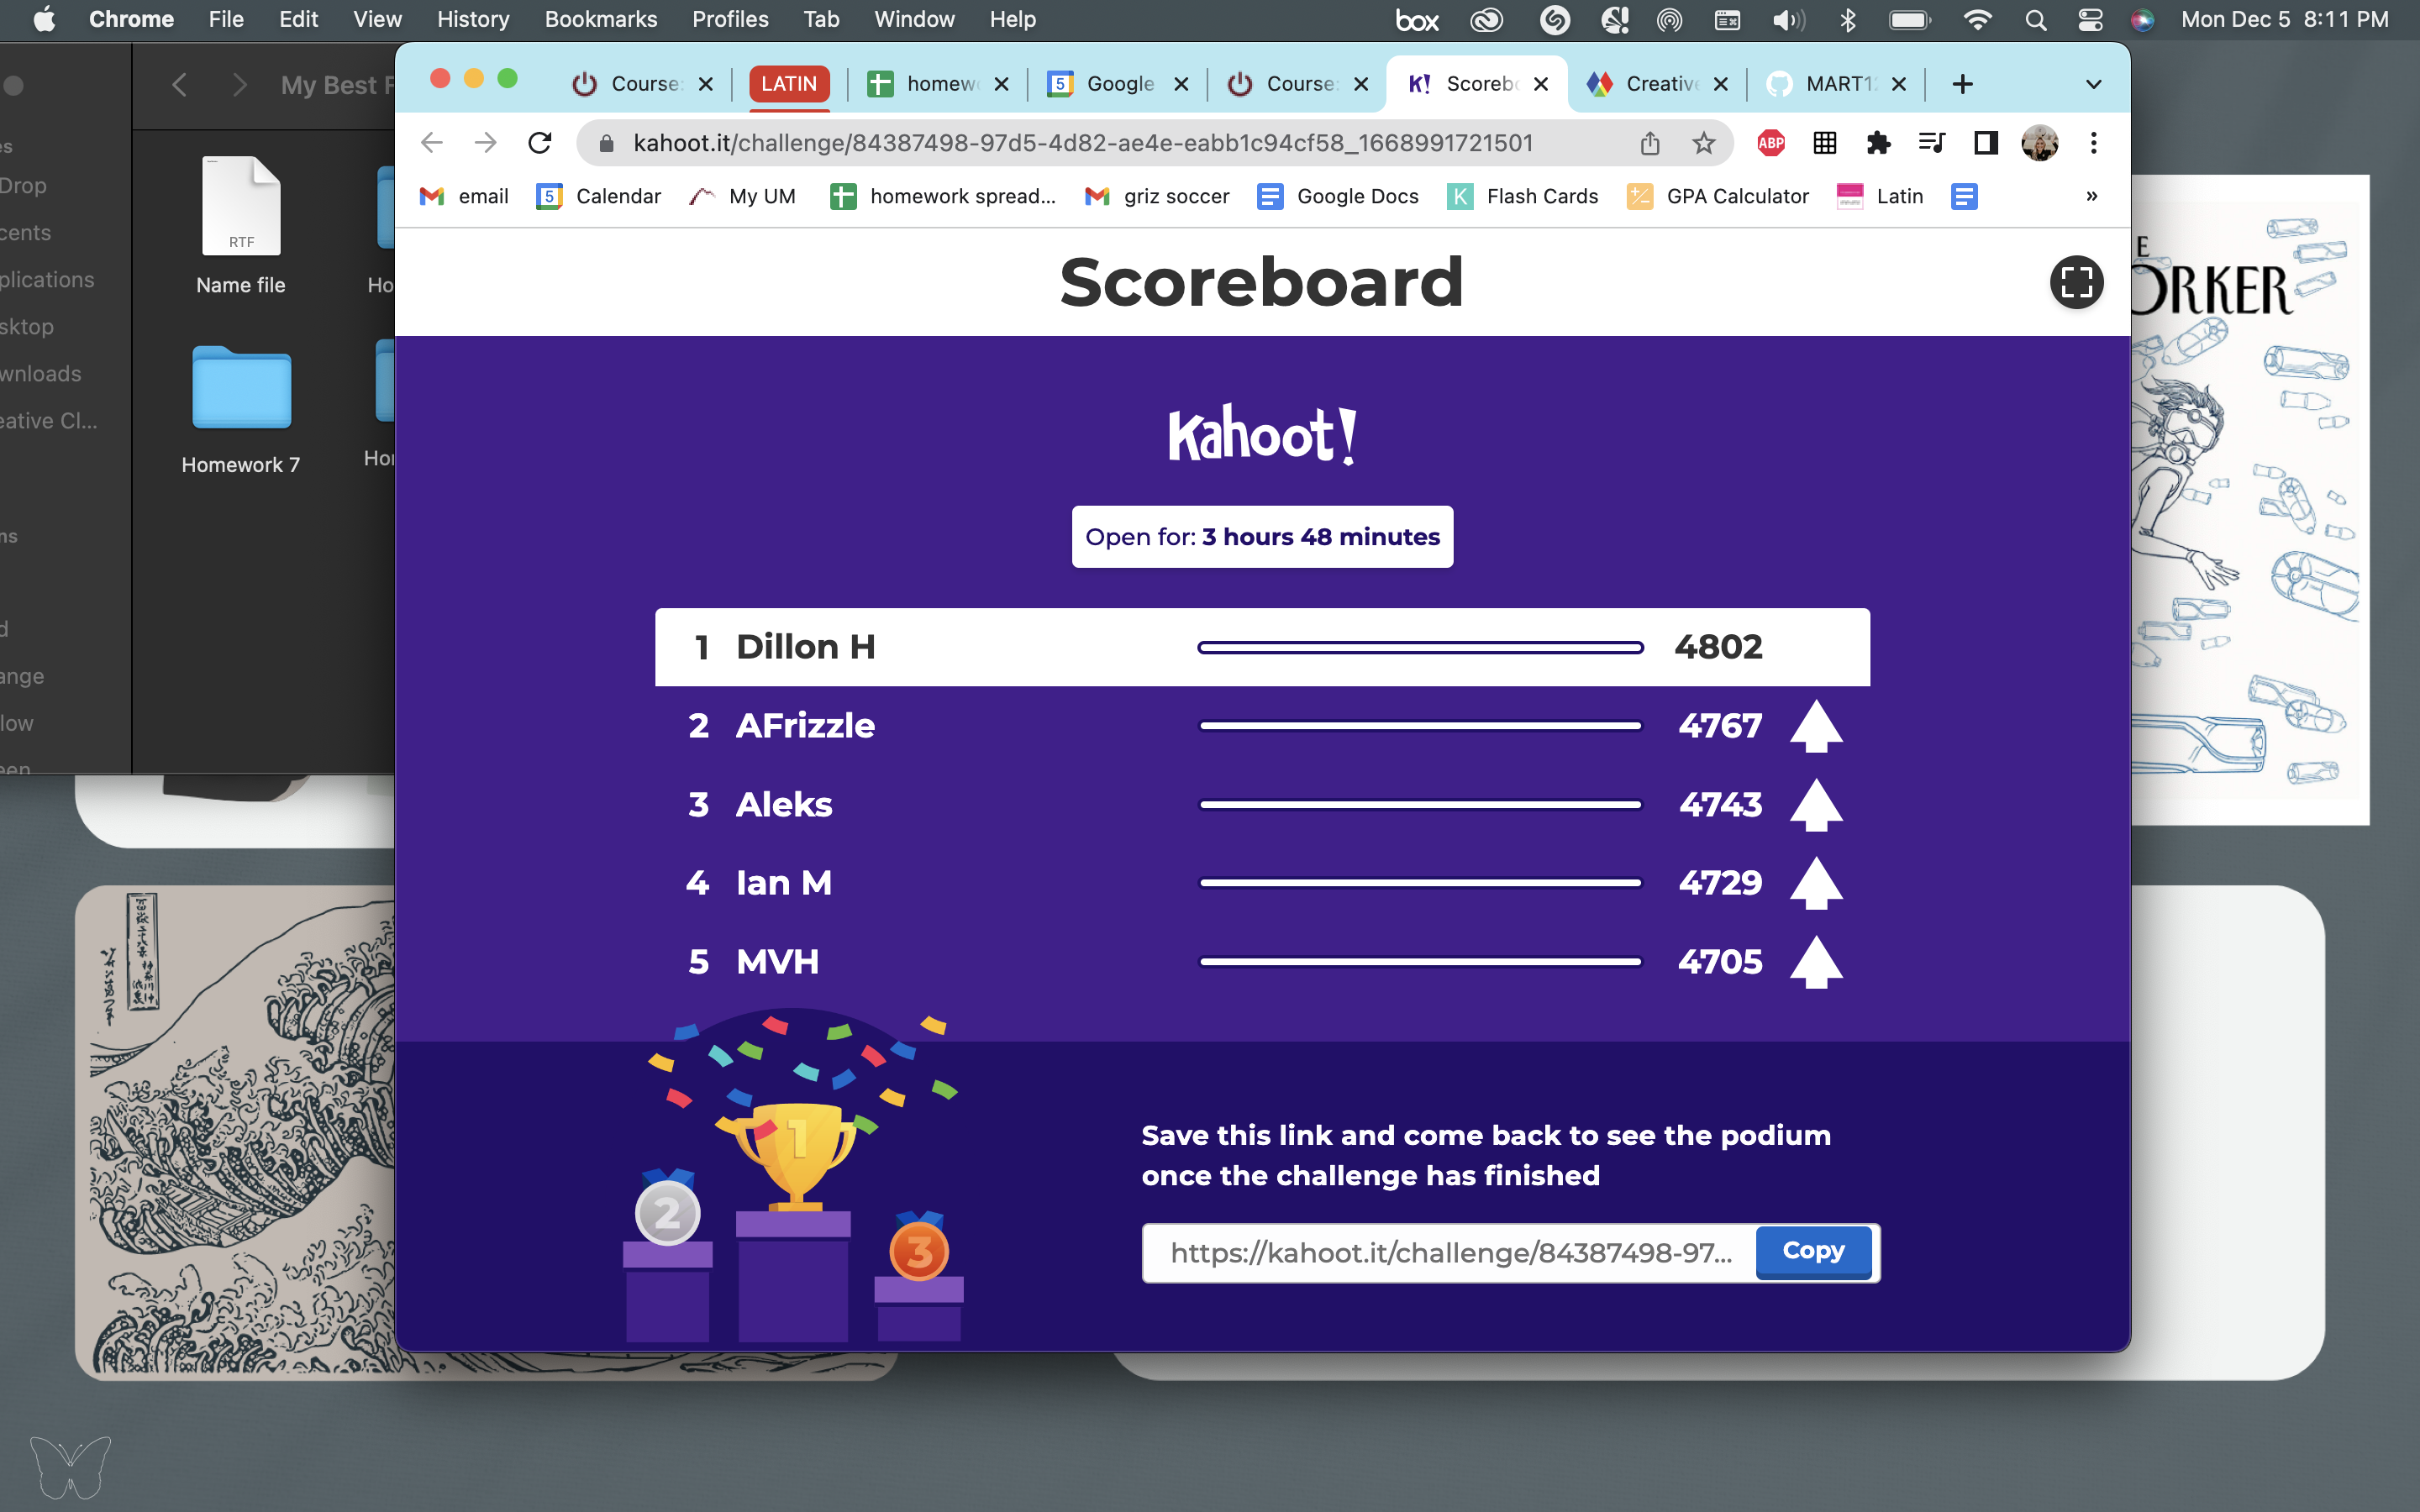 Chrome File Edit View History Bookmarks Profiles Tab Window Help box Mon Dec 5 8:11 PM
My Best F
Course: LATIN homew Google Course: K! Scorebo Creative MART12
kahoot.it/challenge/84387498-97d5-4d82-ae4e-eabb1c94cf58_1668991721501 ABP
email 5 Calendar My UM homework spread... griz soccer Google Docs K Flash Cards GPA Calculator Latin »
es
Drop
cents
plications
sktop
wnloads
eative Cl...
ns
d
ange
low
een
RTF
Name file
Ho
Homework 7
Hor
E
ORKER
Scoreboard
Kahoot!
Open for: 3 hours 48 minutes
1 Dillon H 4802
2 AFrizzle 4767
3 Aleks 4743
4 Ian M 4729
5 MVH 4705
1
2
3
Save this link and come back to see the podium
once the challenge has finished
https://kahoot.it/challenge/84387498-97... Copy